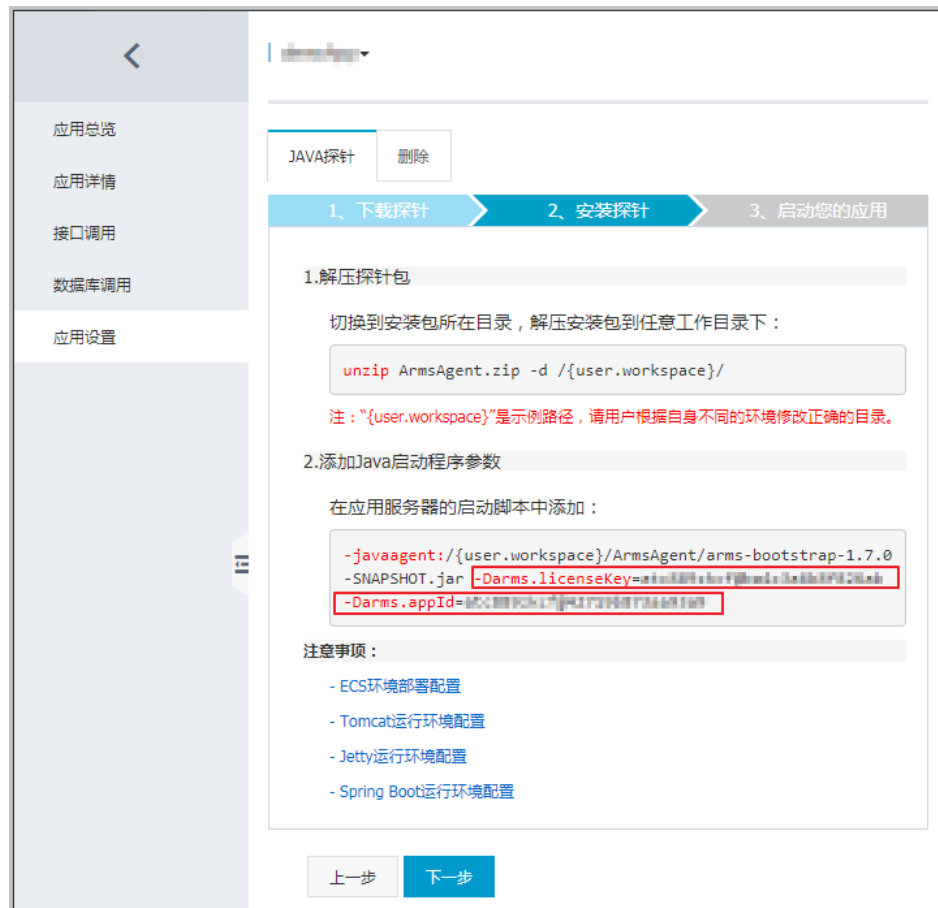 应用总览
应用详情
接口调用
数据库调用
应用设置
JAVA探针
删除
1、下载探针
2、安装探针
3、启动您的应用
1.解压探针包
切换到安装包所在目录，解压安装包到任意工作目录下：
unzip ArmsAgent.zip -d /{user.workspace}/
注："{user.workspace}"是示例路径，请用户根据自身不同的环境修改正确的目录。
2.添加Java启动程序参数
在应用服务器的启动脚本中添加：
-javaagent:/{user.workspace}/ArmsAgent/arms-bootstrap-1.7.0
-SNAPSHOT.jar -Darms.licenseKey=
-Darms.appId=
注意事项：
- ECS环境部署配置
- Tomcat运行环境配置
- Jetty运行环境配置
- Spring Boot运行环境配置
上一步
下一步